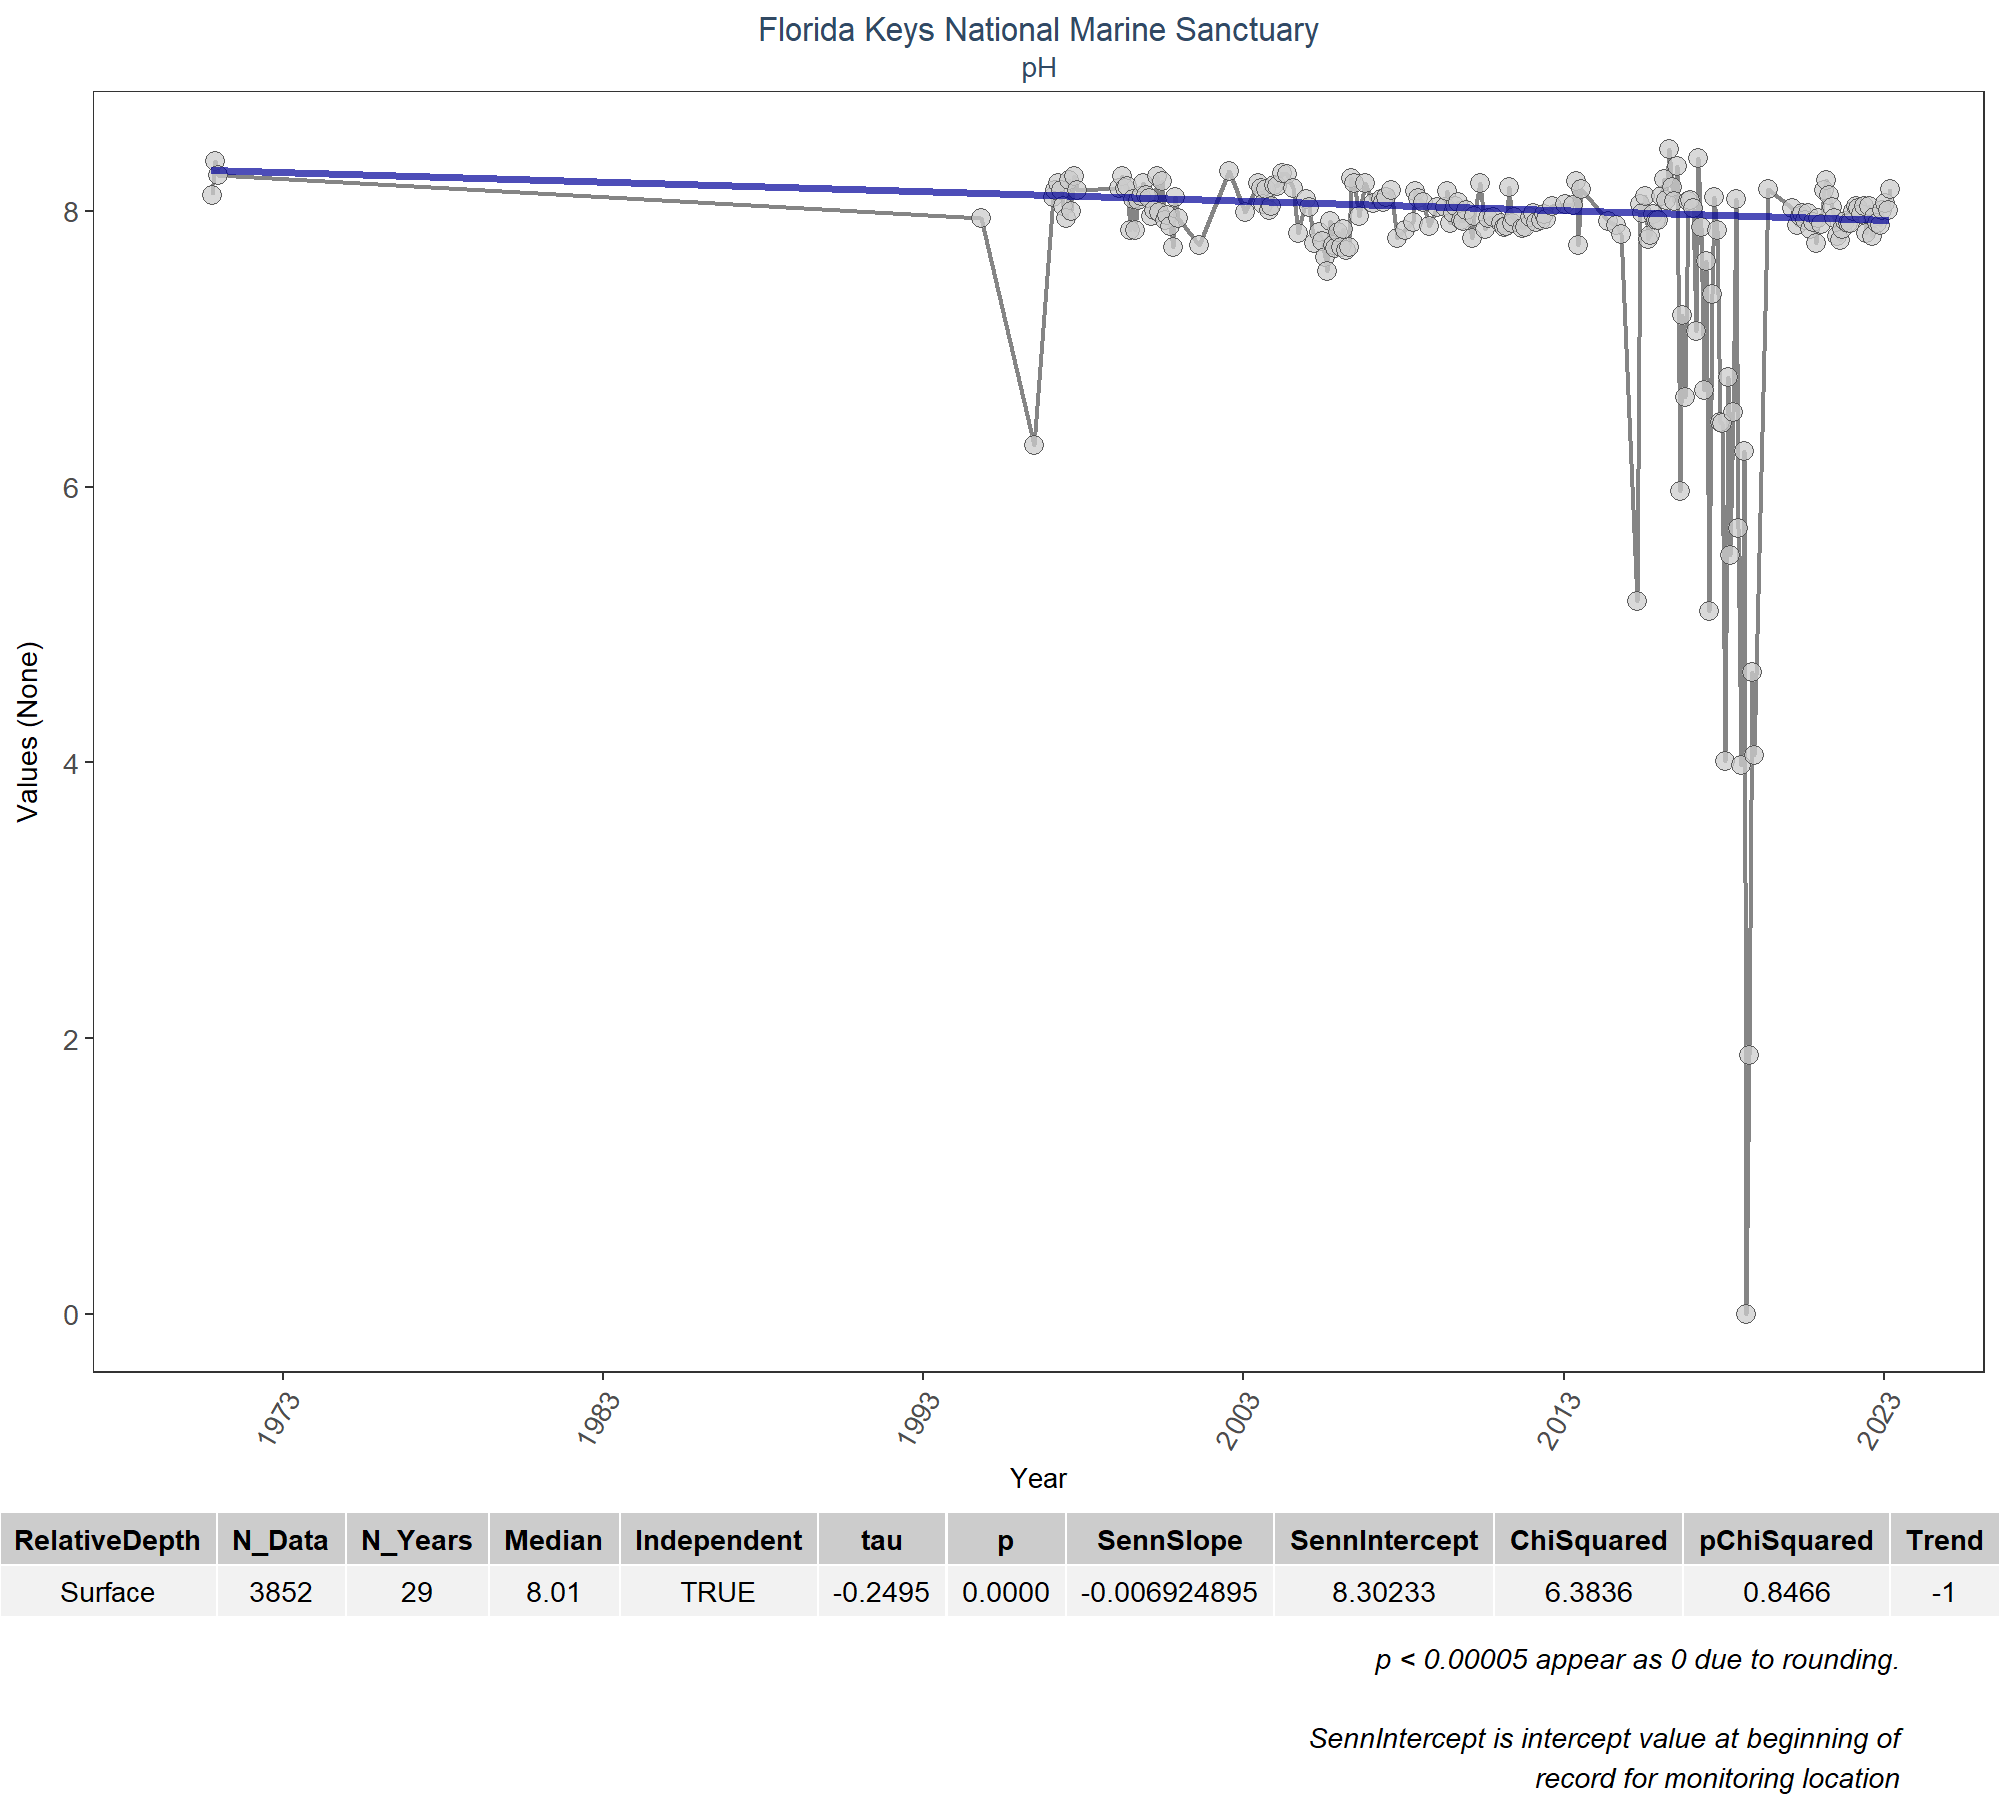 Florida Keys National Marine Sanctuary
pH
Values (None)
8
6
4
2
0
1973 1983 1993 2003 2013 2023
Year
RelativeDepth N_Data N_Years Median Independent tau p SennSlope SennIntercept ChiSquared pChiSquared Trend
Surface 3852 29 8.01 TRUE -0.2495 0.0000 -0.006924895 8.30233 6.3836 0.8466 -1
p < 0.00005 appear as 0 due to rounding.
SennIntercept is intercept value at beginning of
record for monitoring location